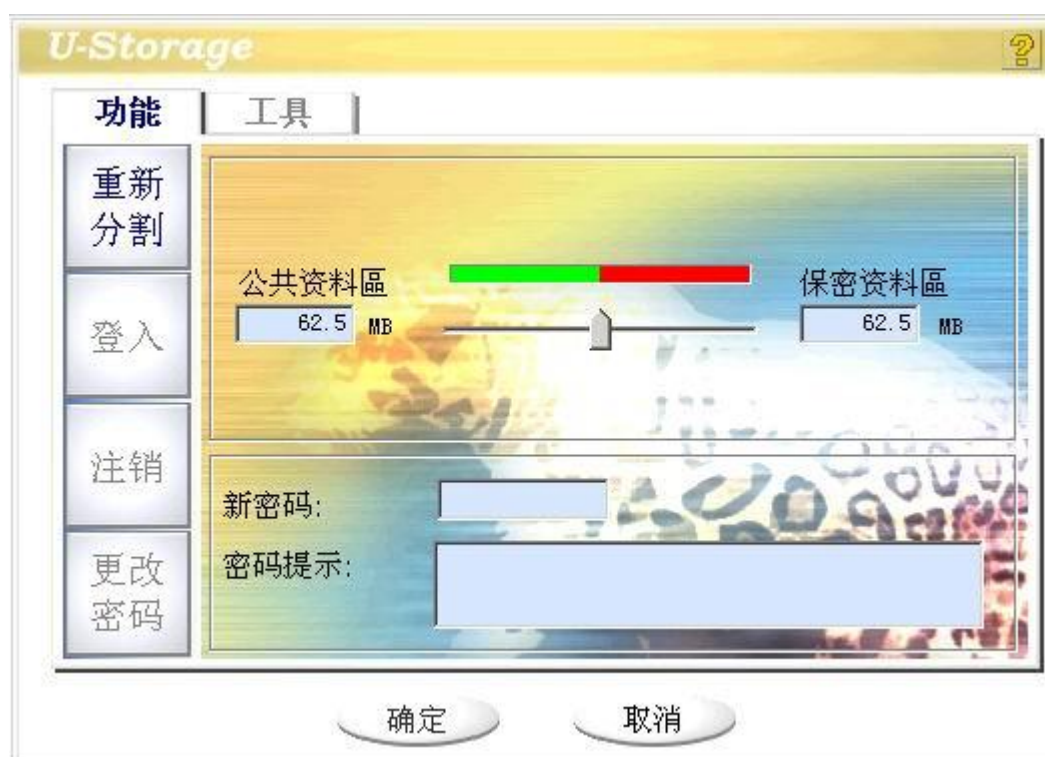 U-Storage
?
功能 工具
重新
分割
登入
注销
更改
密码
公共资料區
62.5 MB
保密资料區
62.5 MB
新密码:
密码提示:
确定 取消